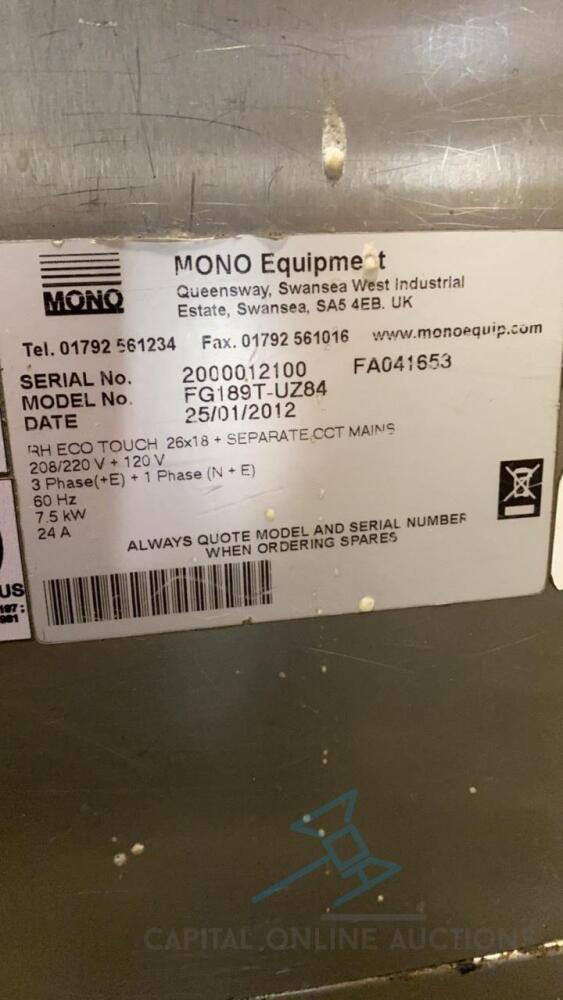 MONO
MONO Equipment
Queensway, Swansea West Industrial
Estate, Swansea, SA5 4EB. UK
Tel. 01792 561234 Fax. 01792 561016 www.monoequip.com
SERIAL No. 2000012100 FA041653
MODEL No. FG189T-UZ84
DATE 25/01/2012
RH ECO TOUCH 26x18 + SEPARATE CCT MAINS
208/220 V + 120 V
3 Phase(+E) + 1 Phase (N + E)
60 Hz
7.5 kW
24 A
ALWAYS QUOTE MODEL AND SERIAL NUMBER
WHEN ORDERING SPARES
US
CAPITAL ONLINE AUCTIONS